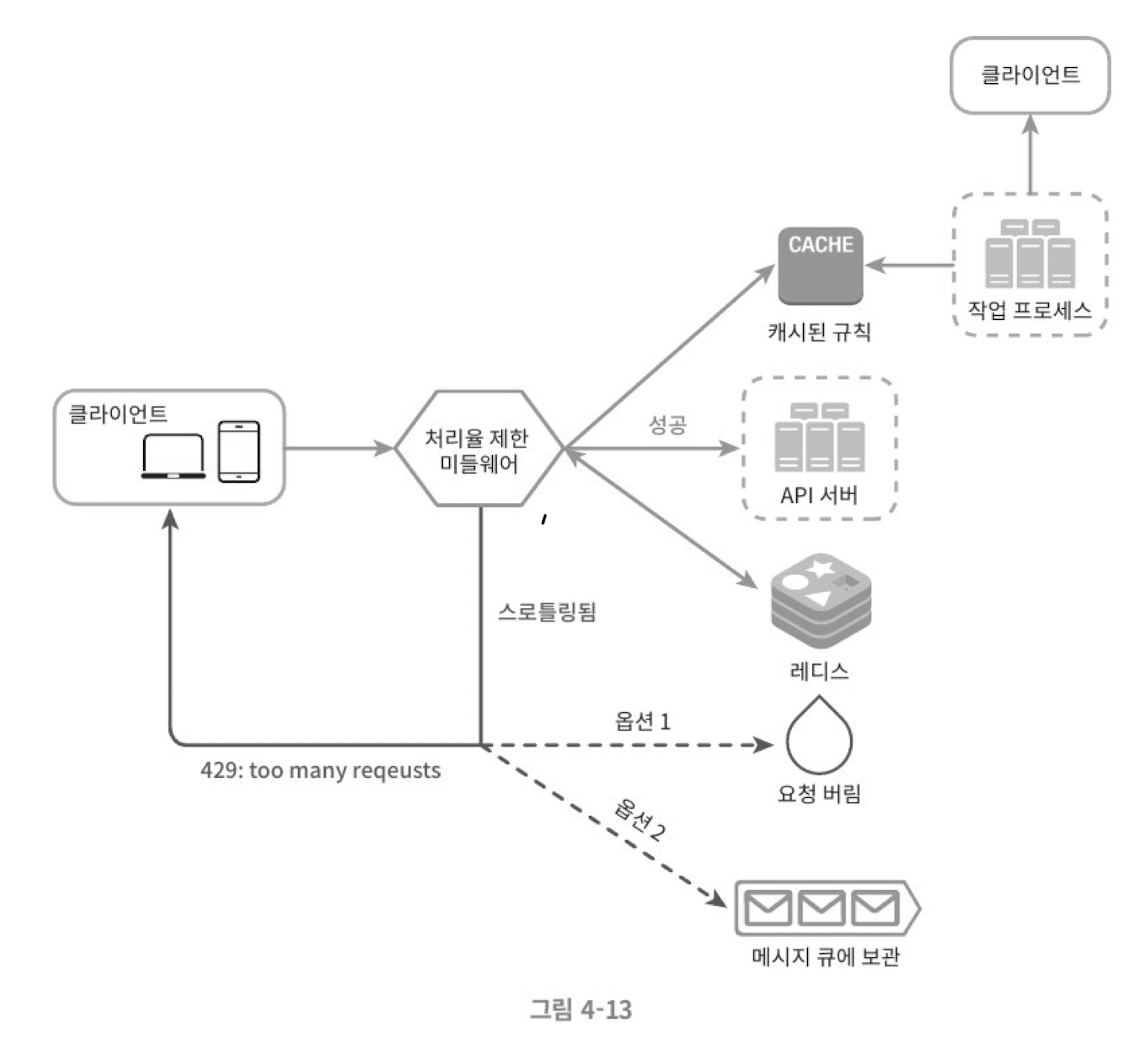 클라이언트
CACHE
캐시된 규칙
작업 프로세스
클라이언트
처리율 제한
미들웨어
성공
API 서버
스로틀링됨
레디스
옵션 1
429: too many reqeusts
요청 버림
옵션 2
메시지 큐에 보관
그림 4-13